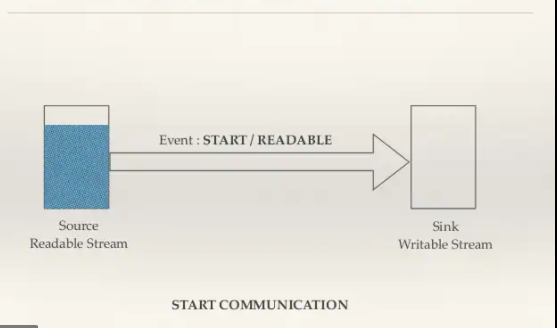 Event : START / READABLE
Source
Readable Stream
Sink
Writable Stream
START COMMUNICATION